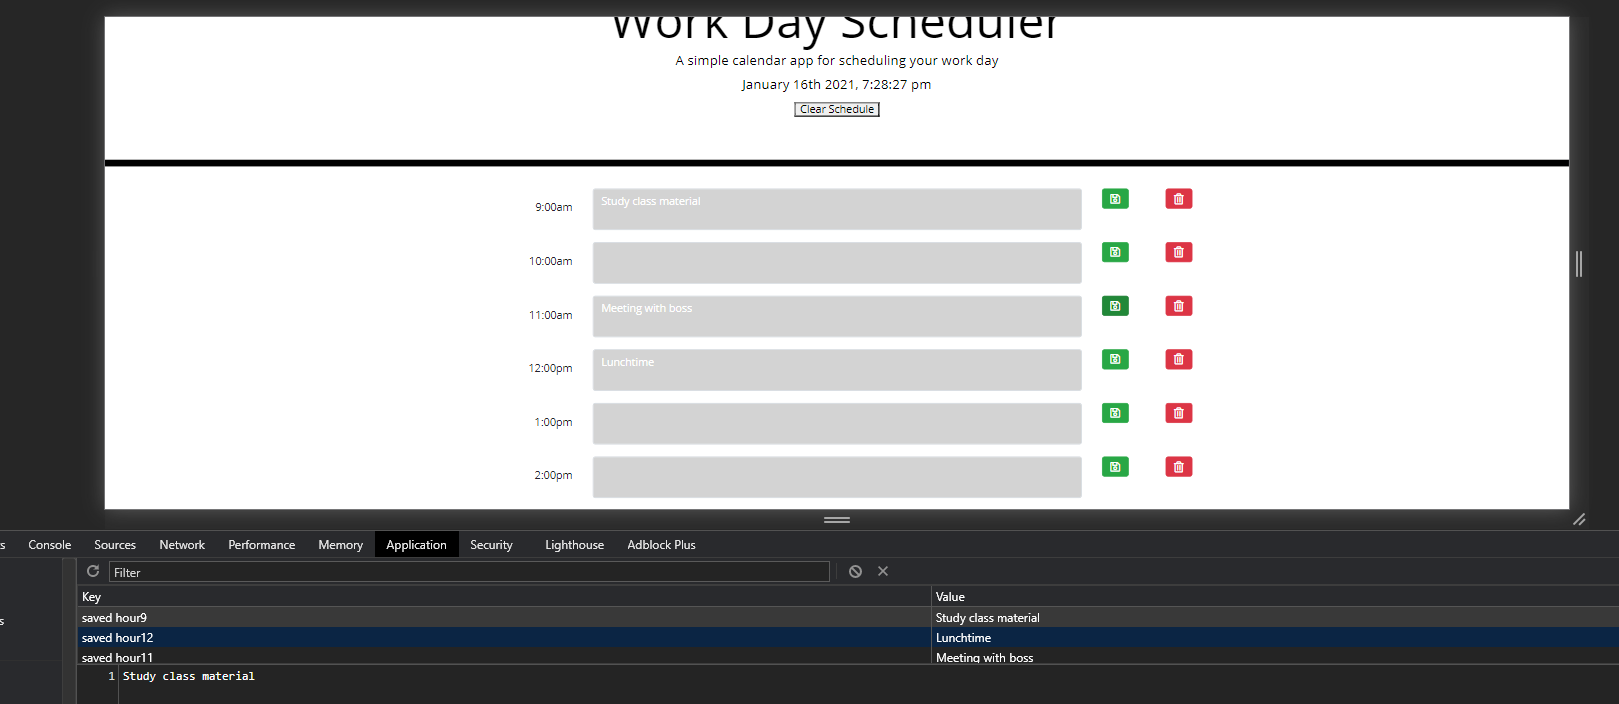 Work Day Scheduler
A simple calendar app for scheduling your work day
January 16th 2021, 7:28:27 pm
Clear Schedule
9:00am Study class material
10:00am
11:00am Meeting with boss
12:00pm Lunchtime
1:00pm
2:00pm
s Console Sources Network Performance Memory Application Security Lighthouse Adblock Plus
Filter
Key Value
saved hour9 Study class material
s
saved hour12 Lunchtime
saved hour11 Meeting with boss
1 Study class material